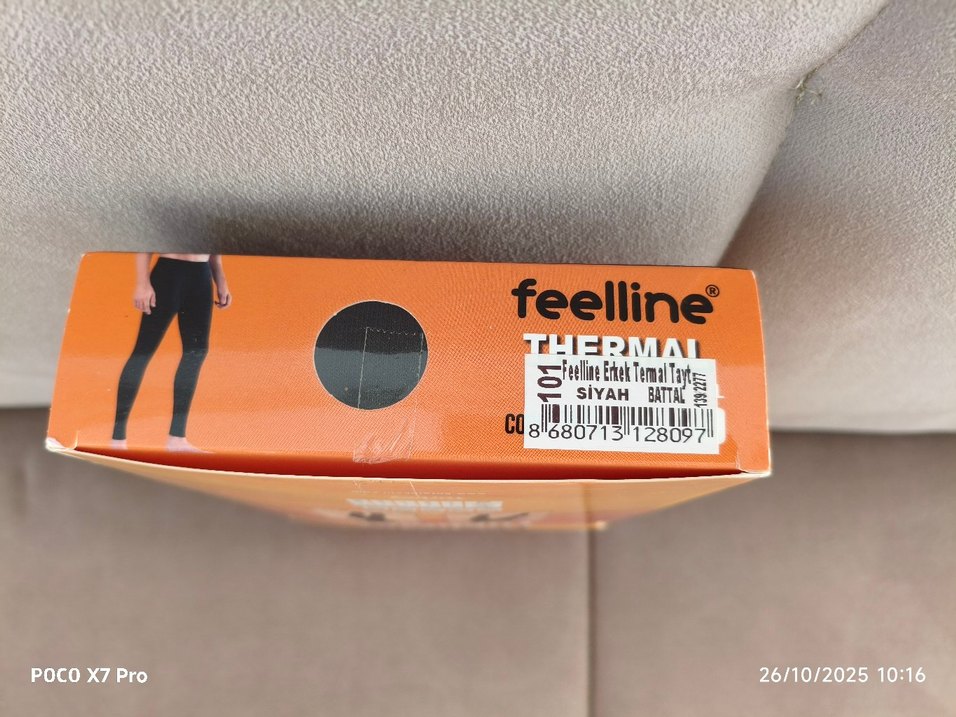 feelline®
THERMAL
101
Feelline Erkek Termal Tayt
SİYAH BATTAL
139.2277
CO
8 680713 128097
POCO X7 Pro
26/10/2025 10:16